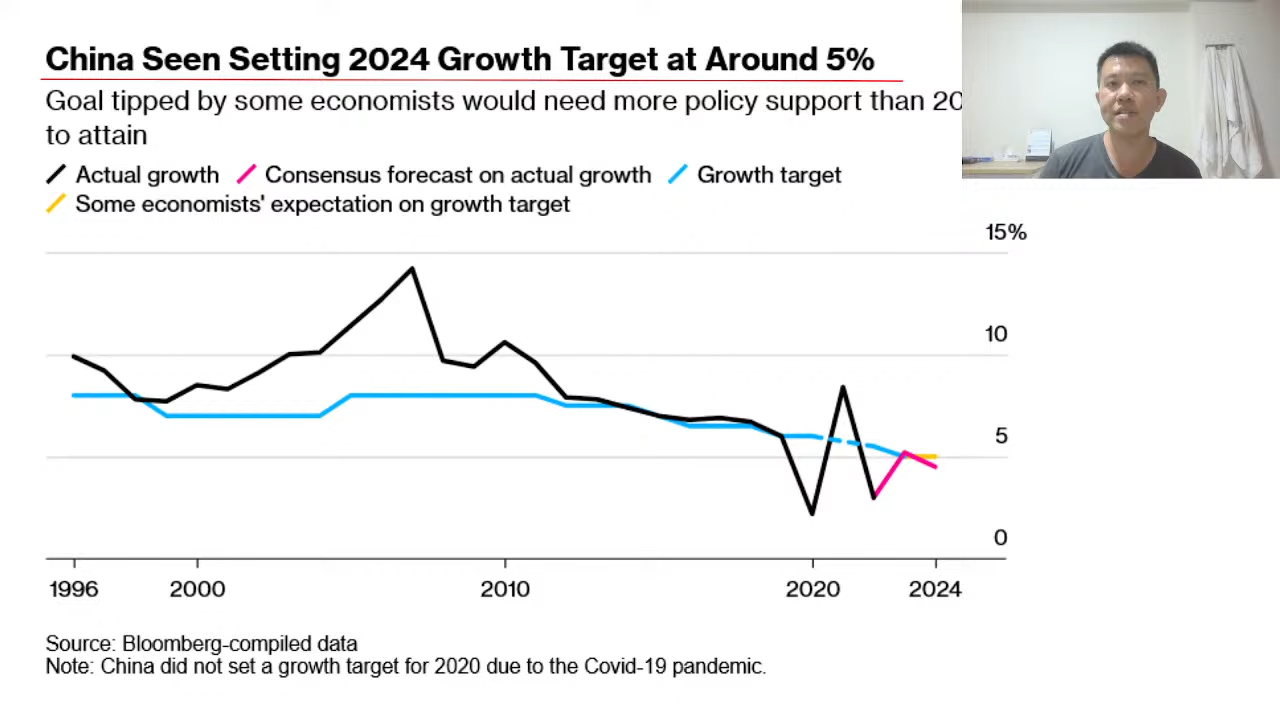 China Seen Setting 2024 Growth Target at Around 5%
Goal tipped by some economists would need more policy support than 20
to attain
Actual growth Consensus forecast on actual growth Growth target
Some economists' expectation on growth target
15%
10
5
0
1996 2000 2010 2020 2024
Source: Bloomberg-compiled data
Note: China did not set a growth target for 2020 due to the Covid-19 pandemic.